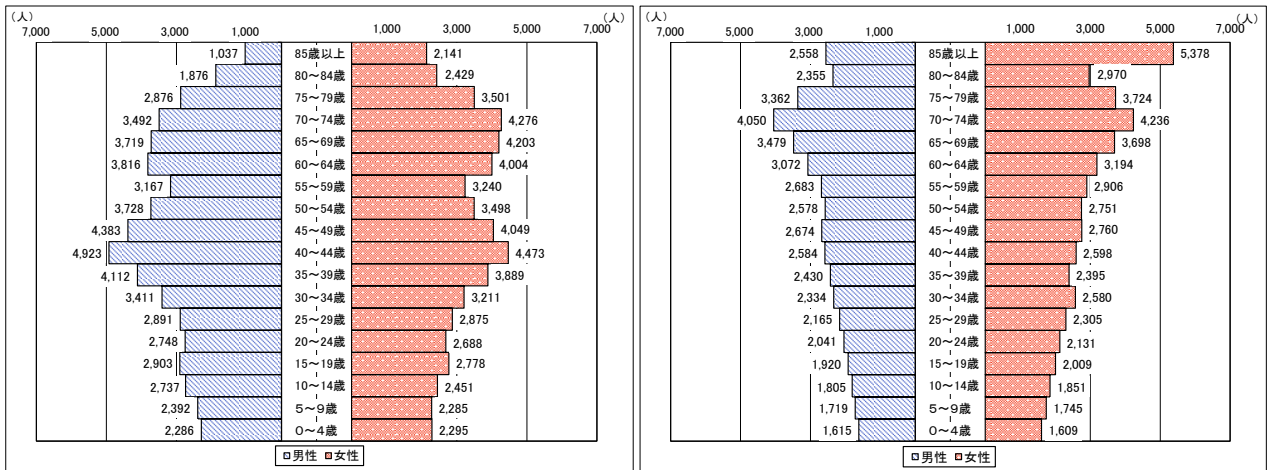 (人) (人)
7,000 5,000 3,000 1,000 1,000 3,000 5,000 7,000
1,037 85歳以上 2,141
1,876 80～84歳 2,429
2,876 75～79歳 3,501
3,492 70～74歳 4,276
3,719 65～69歳 4,203
3,816 60～64歳 4,004
3,167 55～59歳 3,240
3,728 50～54歳 3,498
4,383 45～49歳 4,049
4,923 40～44歳 4,473
4,112 35～39歳 3,889
3,411 30～34歳 3,211
2,891 25～29歳 2,875
2,748 20～24歳 2,688
2,903 15～19歳 2,778
2,737 10～14歳 2,451
2,392 5～9歳 2,285
2,286 0～4歳 2,295
男性 女性
(人) (人)
7,000 5,000 3,000 1,000 1,000 3,000 5,000 7,000
2,558 85歳以上 5,378
2,355 80～84歳 2,970
3,362 75～79歳 3,724
4,050 70～74歳 4,236
3,479 65～69歳 3,698
3,072 60～64歳 3,194
2,683 55～59歳 2,906
2,578 50～54歳 2,751
2,674 45～49歳 2,760
2,584 40～44歳 2,598
2,430 35～39歳 2,395
2,334 30～34歳 2,580
2,165 25～29歳 2,305
2,041 20～24歳 2,131
1,920 15～19歳 2,009
1,805 10～14歳 1,851
1,719 5～9歳 1,745
1,615 0～4歳 1,609
男性 女性